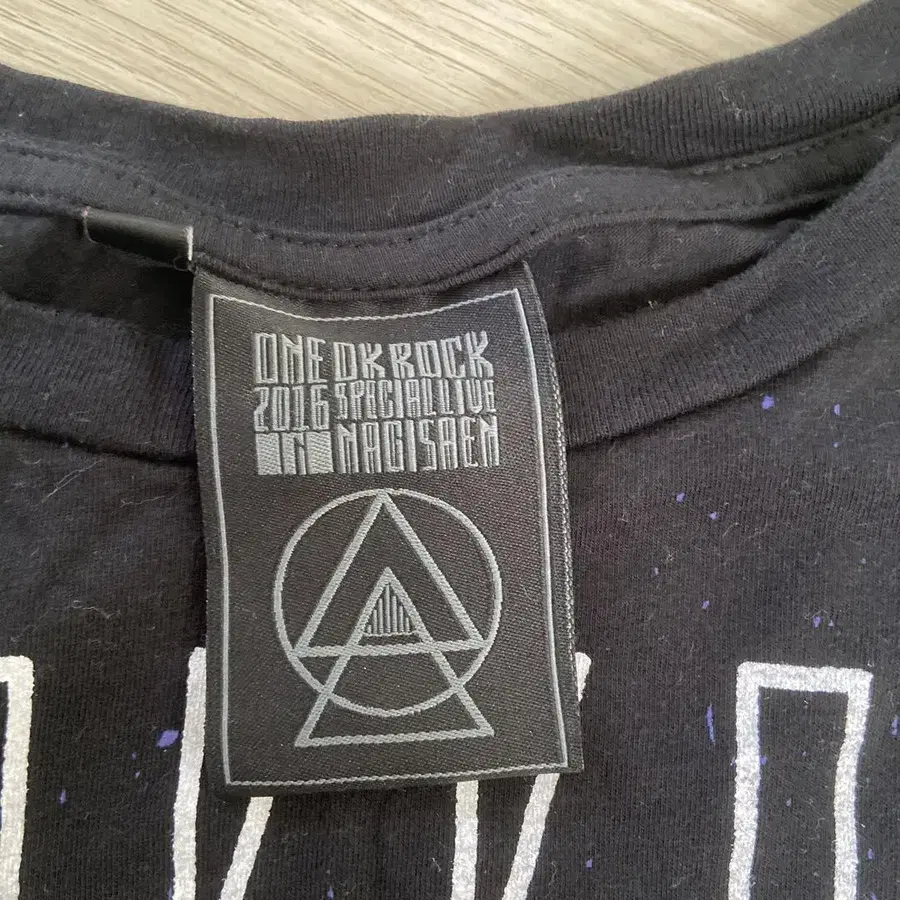 ONE OK ROCK
2016 SPECIAL LIVE
IN NAGISAEN